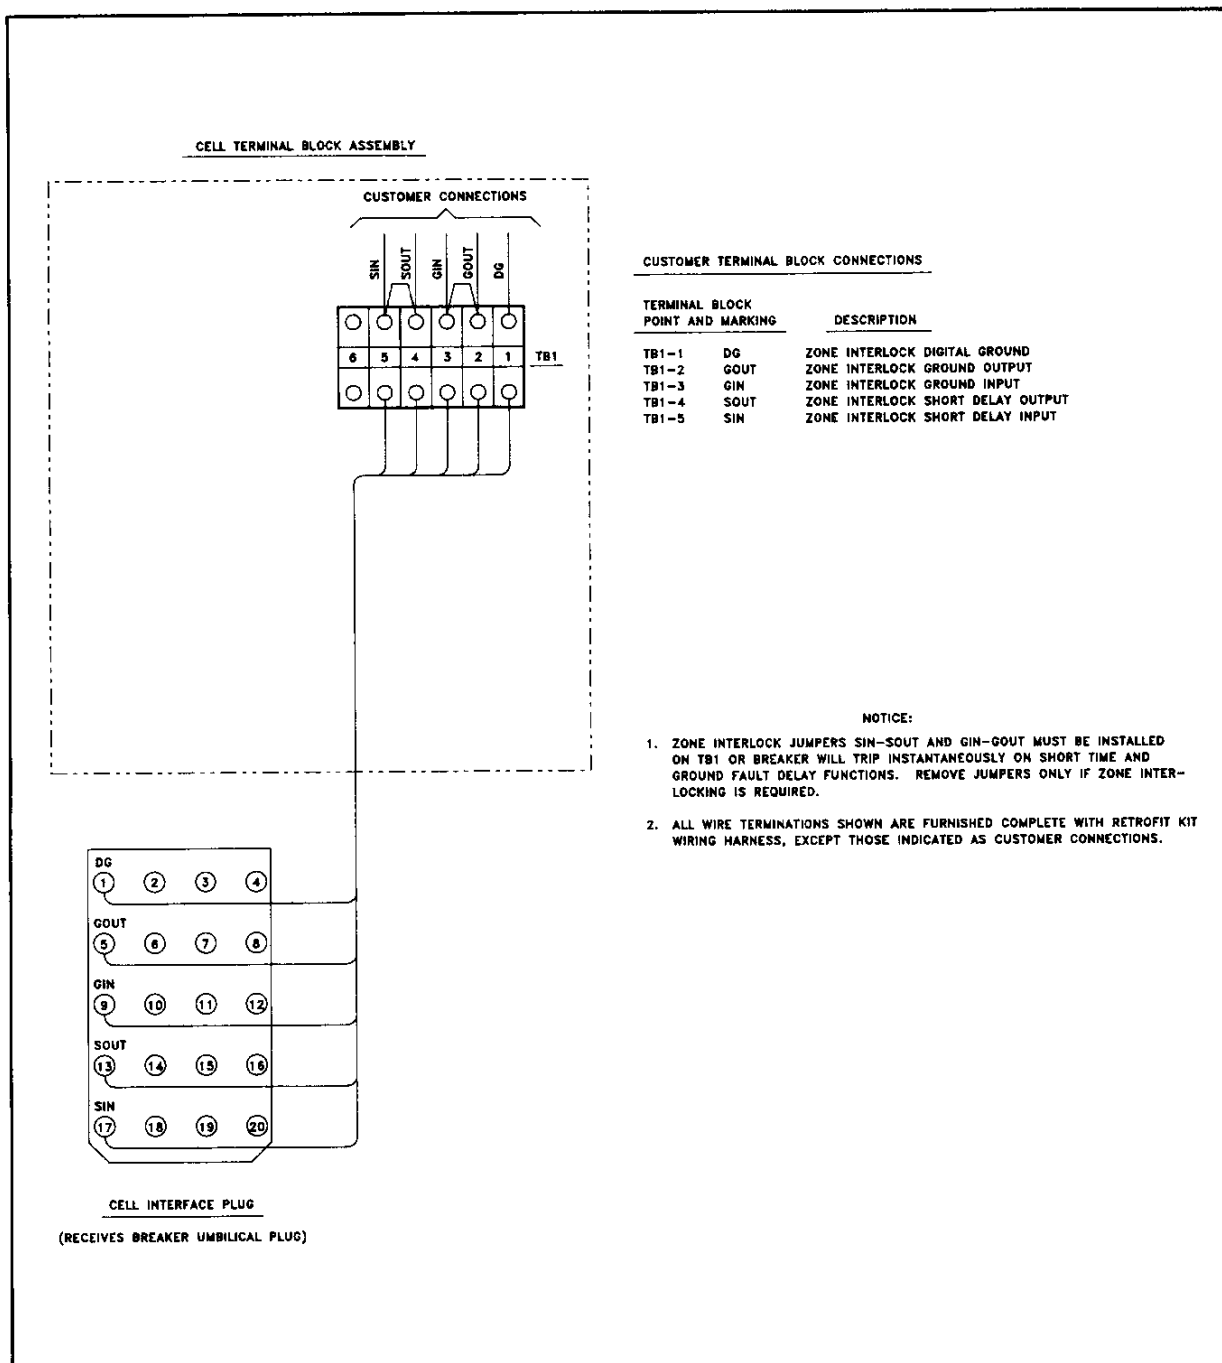 CELL TERMINAL BLOCK ASSEMBLY
CUSTOMER CONNECTIONS
SIN SOUT GIN GOUT DG
6 5 4 3 2 1 TB1
CUSTOMER TERMINAL BLOCK CONNECTIONS
TERMINAL BLOCK
POINT AND MARKING DESCRIPTION
TB1-1 DG ZONE INTERLOCK DIGITAL GROUND
TB1-2 GOUT ZONE INTERLOCK GROUND OUTPUT
TB1-3 GIN ZONE INTERLOCK GROUND INPUT
TB1-4 SOUT ZONE INTERLOCK SHORT DELAY OUTPUT
TB1-5 SIN ZONE INTERLOCK SHORT DELAY INPUT
NOTICE:
1. ZONE INTERLOCK JUMPERS SIN-SOUT AND GIN-GOUT MUST BE INSTALLED
ON TB1 OR BREAKER WILL TRIP INSTANTANEOUSLY ON SHORT TIME AND
GROUND FAULT DELAY FUNCTIONS. REMOVE JUMPERS ONLY IF ZONE INTER-
LOCKING IS REQUIRED.
2. ALL WIRE TERMINATIONS SHOWN ARE FURNISHED COMPLETE WITH RETROFIT KIT
WIRING HARNESS, EXCEPT THOSE INDICATED AS CUSTOMER CONNECTIONS.
DG
1 2 3 4
GOUT
5 6 7 8
GIN
9 10 11 12
SOUT
13 14 15 16
SIN
17 18 19 20
CELL INTERFACE PLUG
(RECEIVES BREAKER UMBILICAL PLUG)